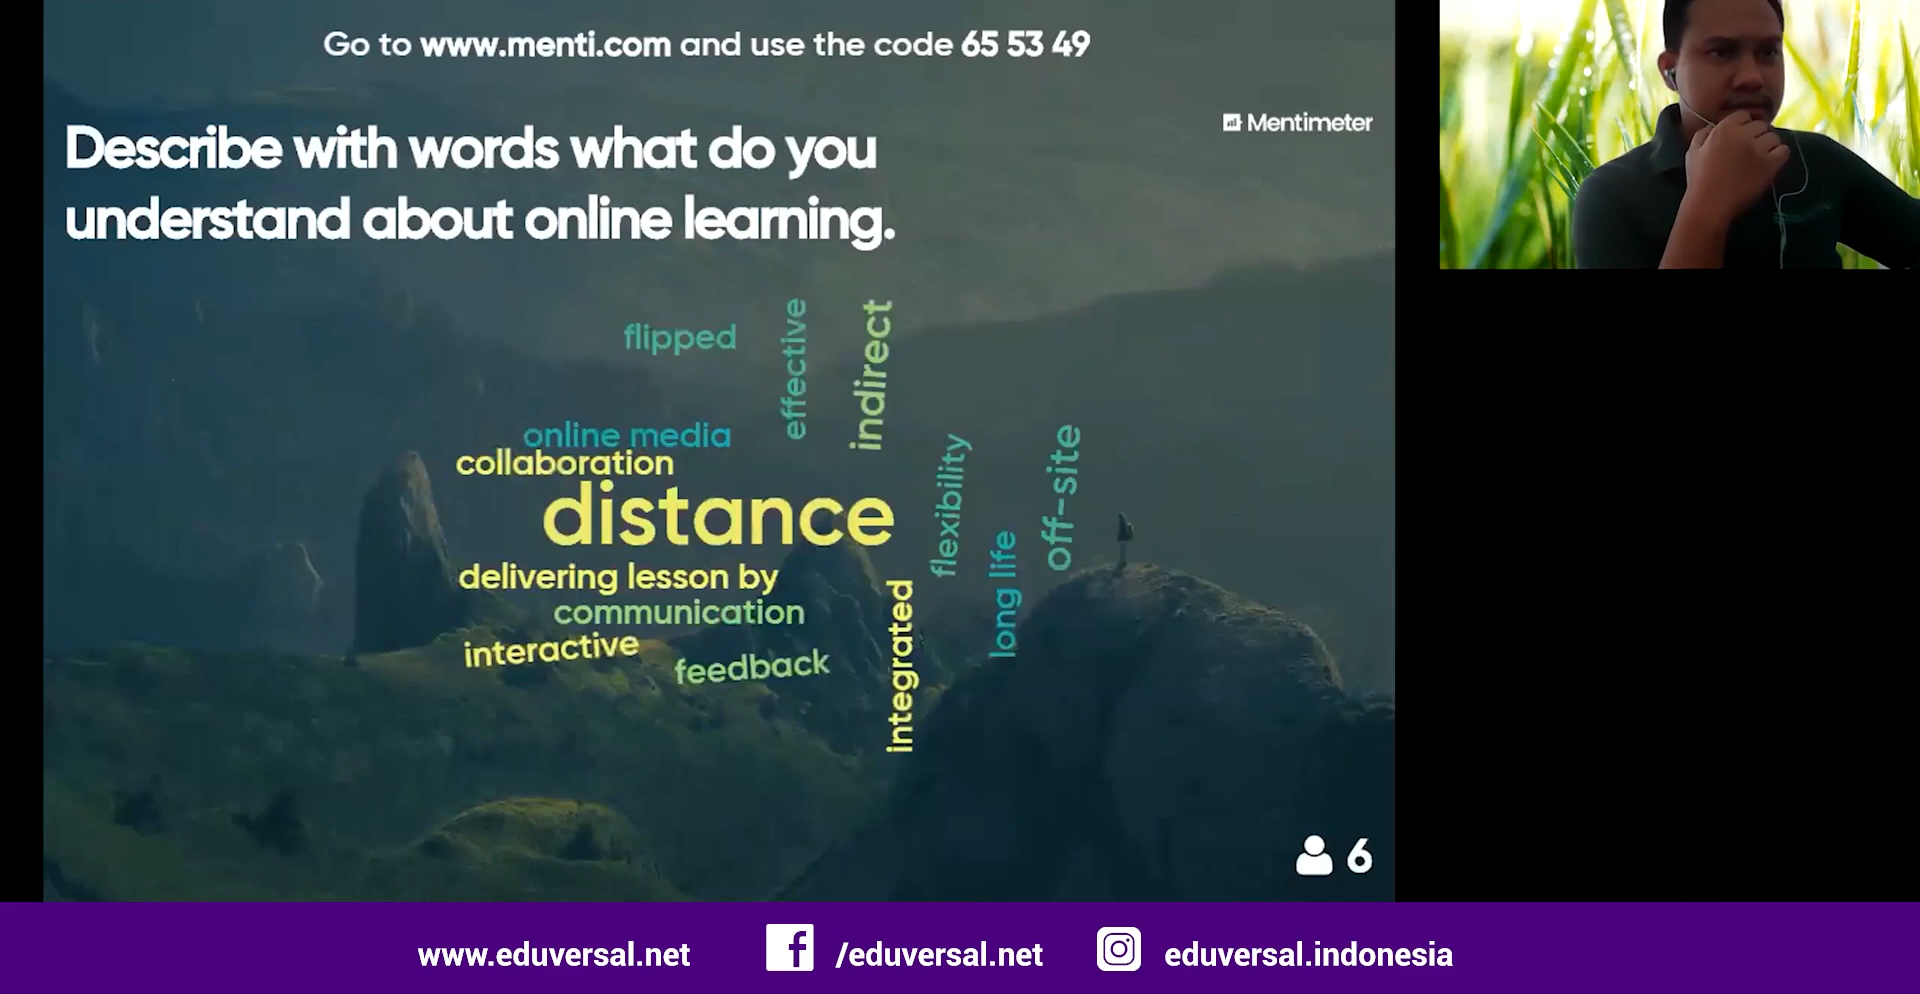 Go to www.menti.com and use the code 65 53 49
Mentimeter
Describe with words what do you
understand about online learning.
flipped
effective
indirect
online media
collaboration
distance
flexibility
off-site
long life
delivering lesson by
communication
interactive
feedback
integrated
6
www.eduversal.net
/eduversal.net
eduversal.indonesia